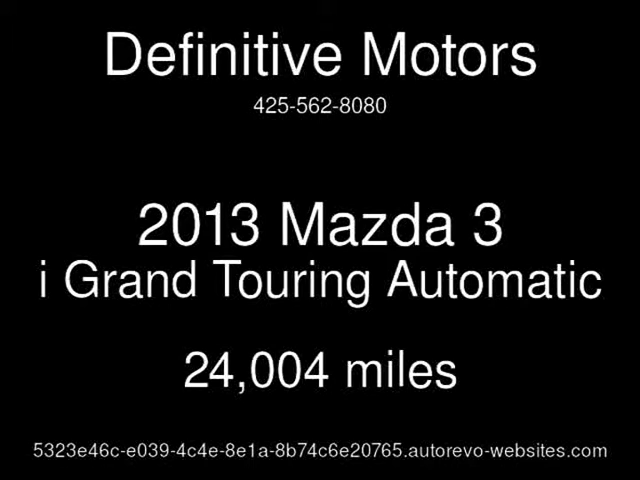 Definitive Motors
425-562-8080
2013 Mazda 3
i Grand Touring Automatic
24,004 miles
5323e46c-e039-4c4e-8e1a-8b74c6e20765.autorevo-websites.com